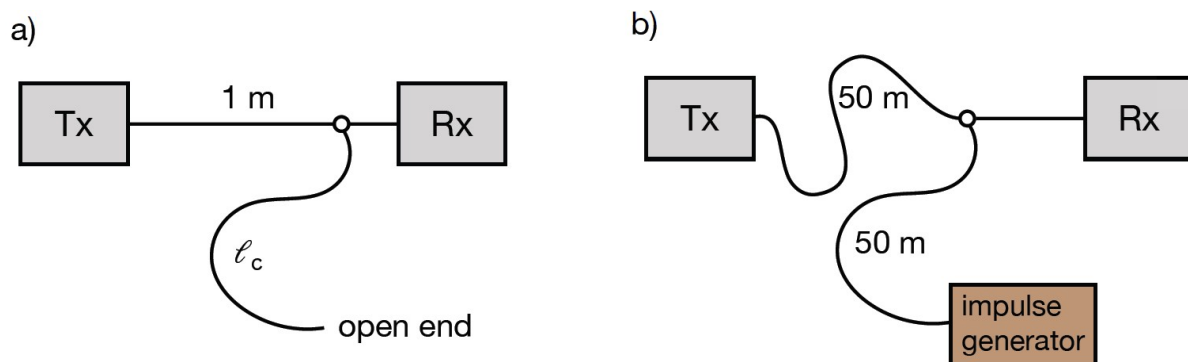 a)
Tx
1 m
Rx
ℓc
open end
b)
Tx
50 m
Rx
50 m
impulse
generator